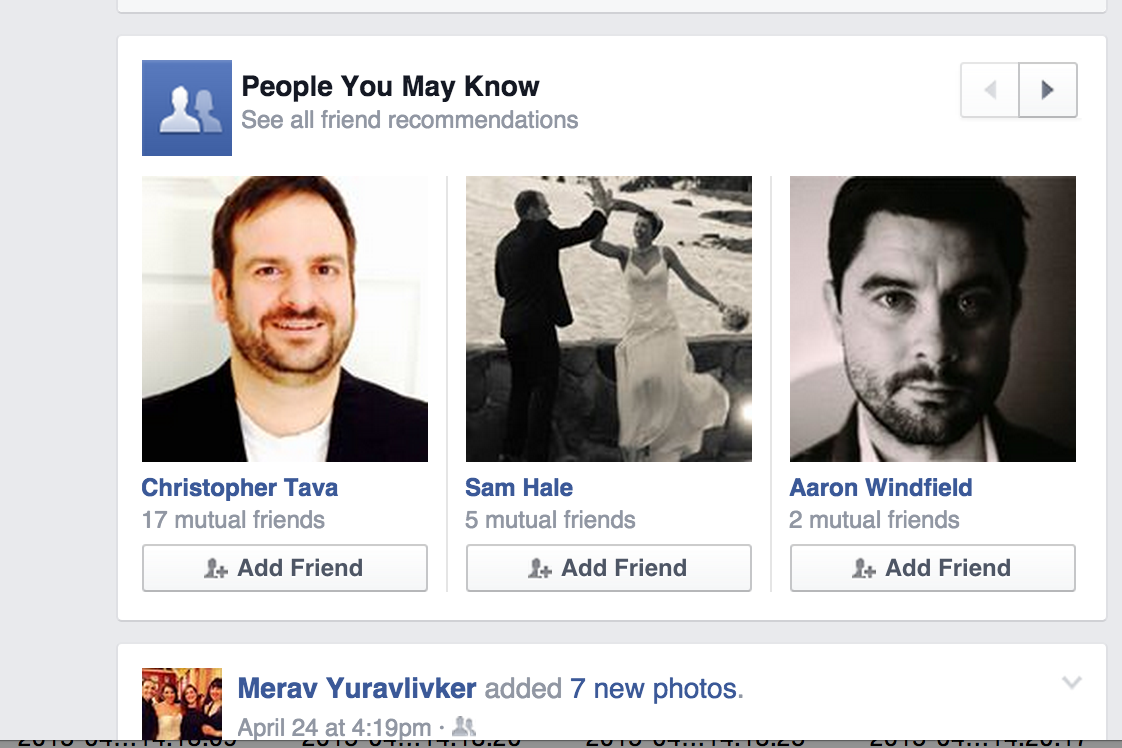 People You May Know
See all friend recommendations
Christopher Tava
17 mutual friends
Add Friend
Sam Hale
5 mutual friends
Add Friend
Aaron Windfield
2 mutual friends
Add Friend
Merav Yuravlivker added 7 new photos.
April 24 at 4:19pm ·